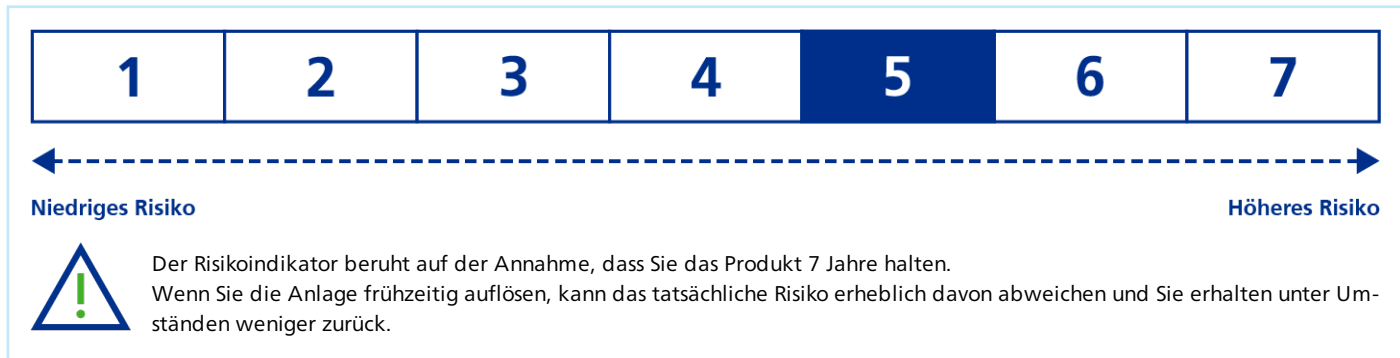 1 2 3 4 5 6 7
Niedriges Risiko Höheres Risiko
Der Risikoindikator beruht auf der Annahme, dass Sie das Produkt 7 Jahre halten.
Wenn Sie die Anlage frühzeitig auflösen, kann das tatsächliche Risiko erheblich davon abweichen und Sie erhalten unter Um-
ständen weniger zurück.